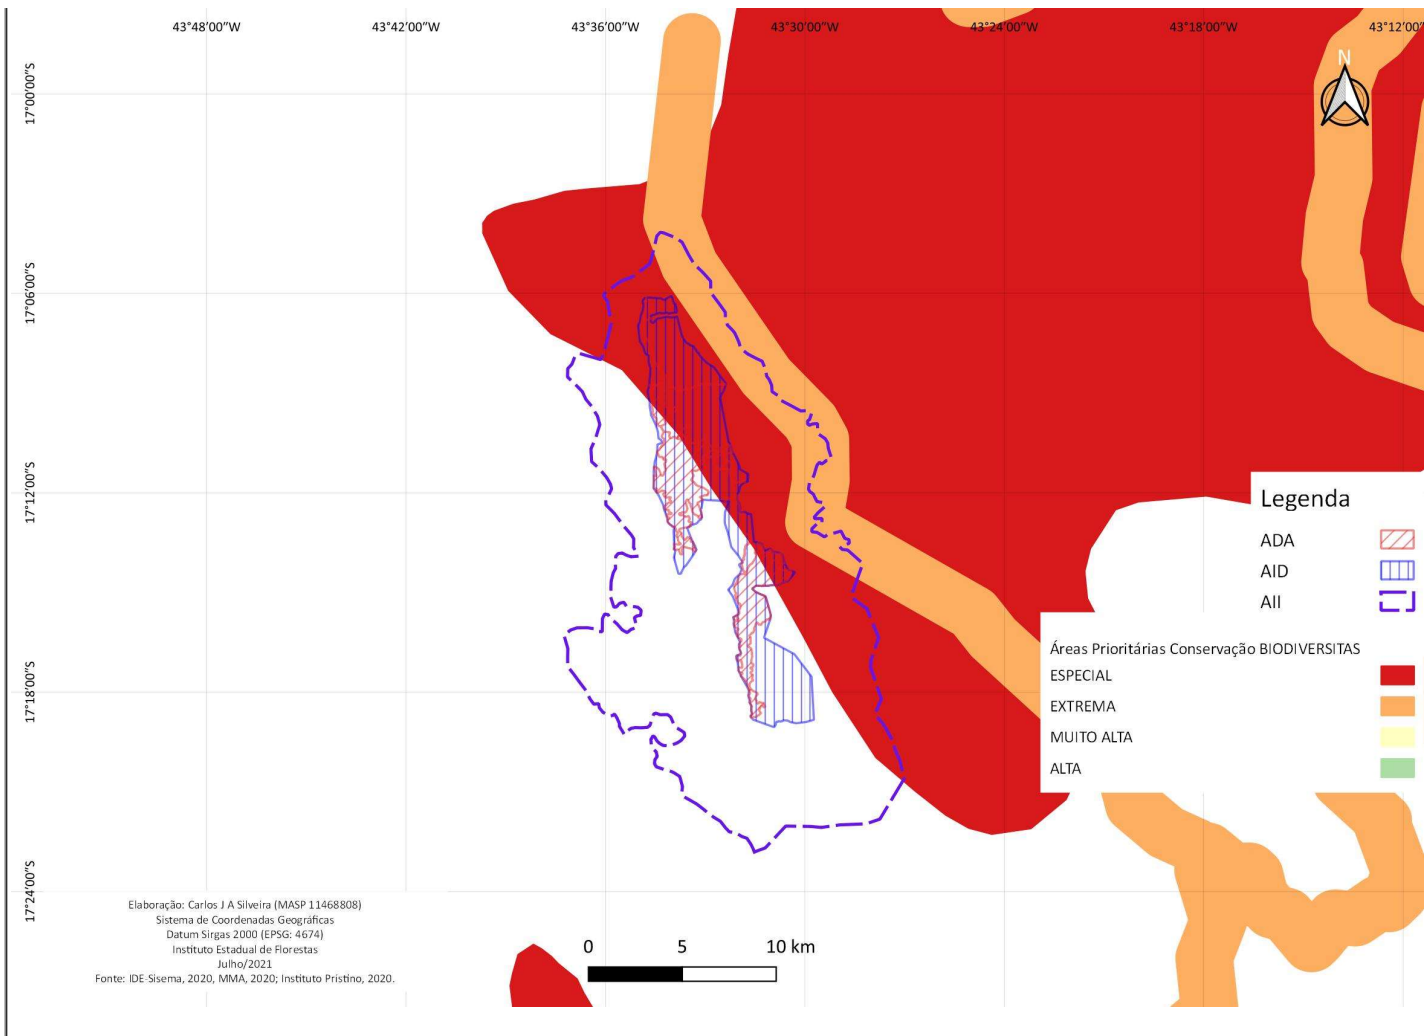 43°48'00"W 43°42'00"W 43°36'00"W 43°30'00"W 43°24'00"W 43°18'00"W 43°12'00"
N
17°00'00"S
17°06'00"S
17°12'00"S
17°18'00"S
17°24'00"S
Legenda
ADA
AID
AII
Áreas Prioritárias Conservação BIODIVERSITAS
ESPECIAL
EXTREMA
MUITO ALTA
ALTA
Elaboração: Carlos J A Silveira (MASP 11468808)
Sistema de Coordenadas Geográficas
Datum Sirgas 2000 (EPSG: 4674)
Instituto Estadual de Florestas
Julho/2021
Fonte: IDE-Sisema, 2020, MMA, 2020; Instituto Prístino, 2020.
0 5 10 km